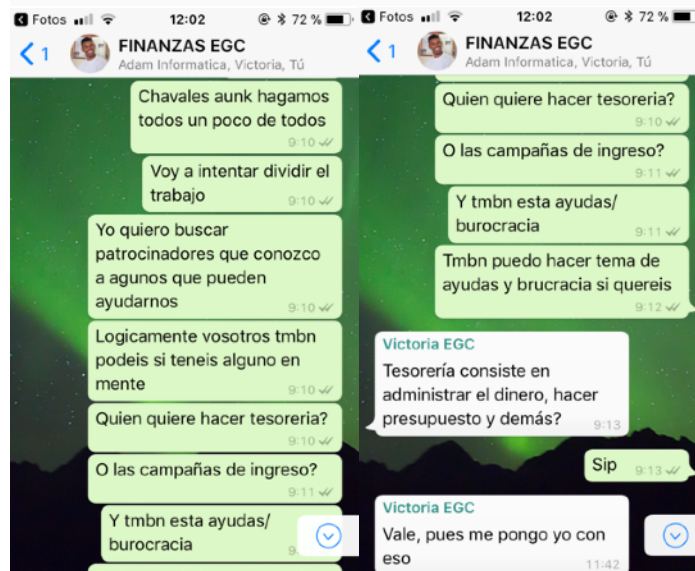 Fotos 12:02 72 %
1 FINANZAS EGC
Adam Informatica, Victoria, Tú
Chavales aunk hagamos
todos un poco de todos
9:10
Voy a intentar dividir el
trabajo
9:10
Yo quiero buscar
patrocinadores que conozco
a agunos que pueden
ayudarnos
9:10
Logicamente vosotros tmbn
podeis si teneis alguno en
mente
9:10
Quien quiere hacer tesoreria?
9:10
O las campañas de ingreso?
9:11
Y tmbn esta ayudas/
burocracia
9
Fotos 12:02 72 %
1 FINANZAS EGC
Adam Informatica, Victoria, Tú
Quien quiere hacer tesoreria?
9:10
O las campañas de ingreso?
9:11
Y tmbn esta ayudas/
burocracia
9:11
Tmbn puedo hacer tema de
ayudas y brucracia si quereis
9:12
Victoria EGC
Tesorería consiste en
administrar el dinero, hacer
presupuesto y demás?
9:13
Sip
9:13
Victoria EGC
Vale, pues me pongo yo con
eso
11:42